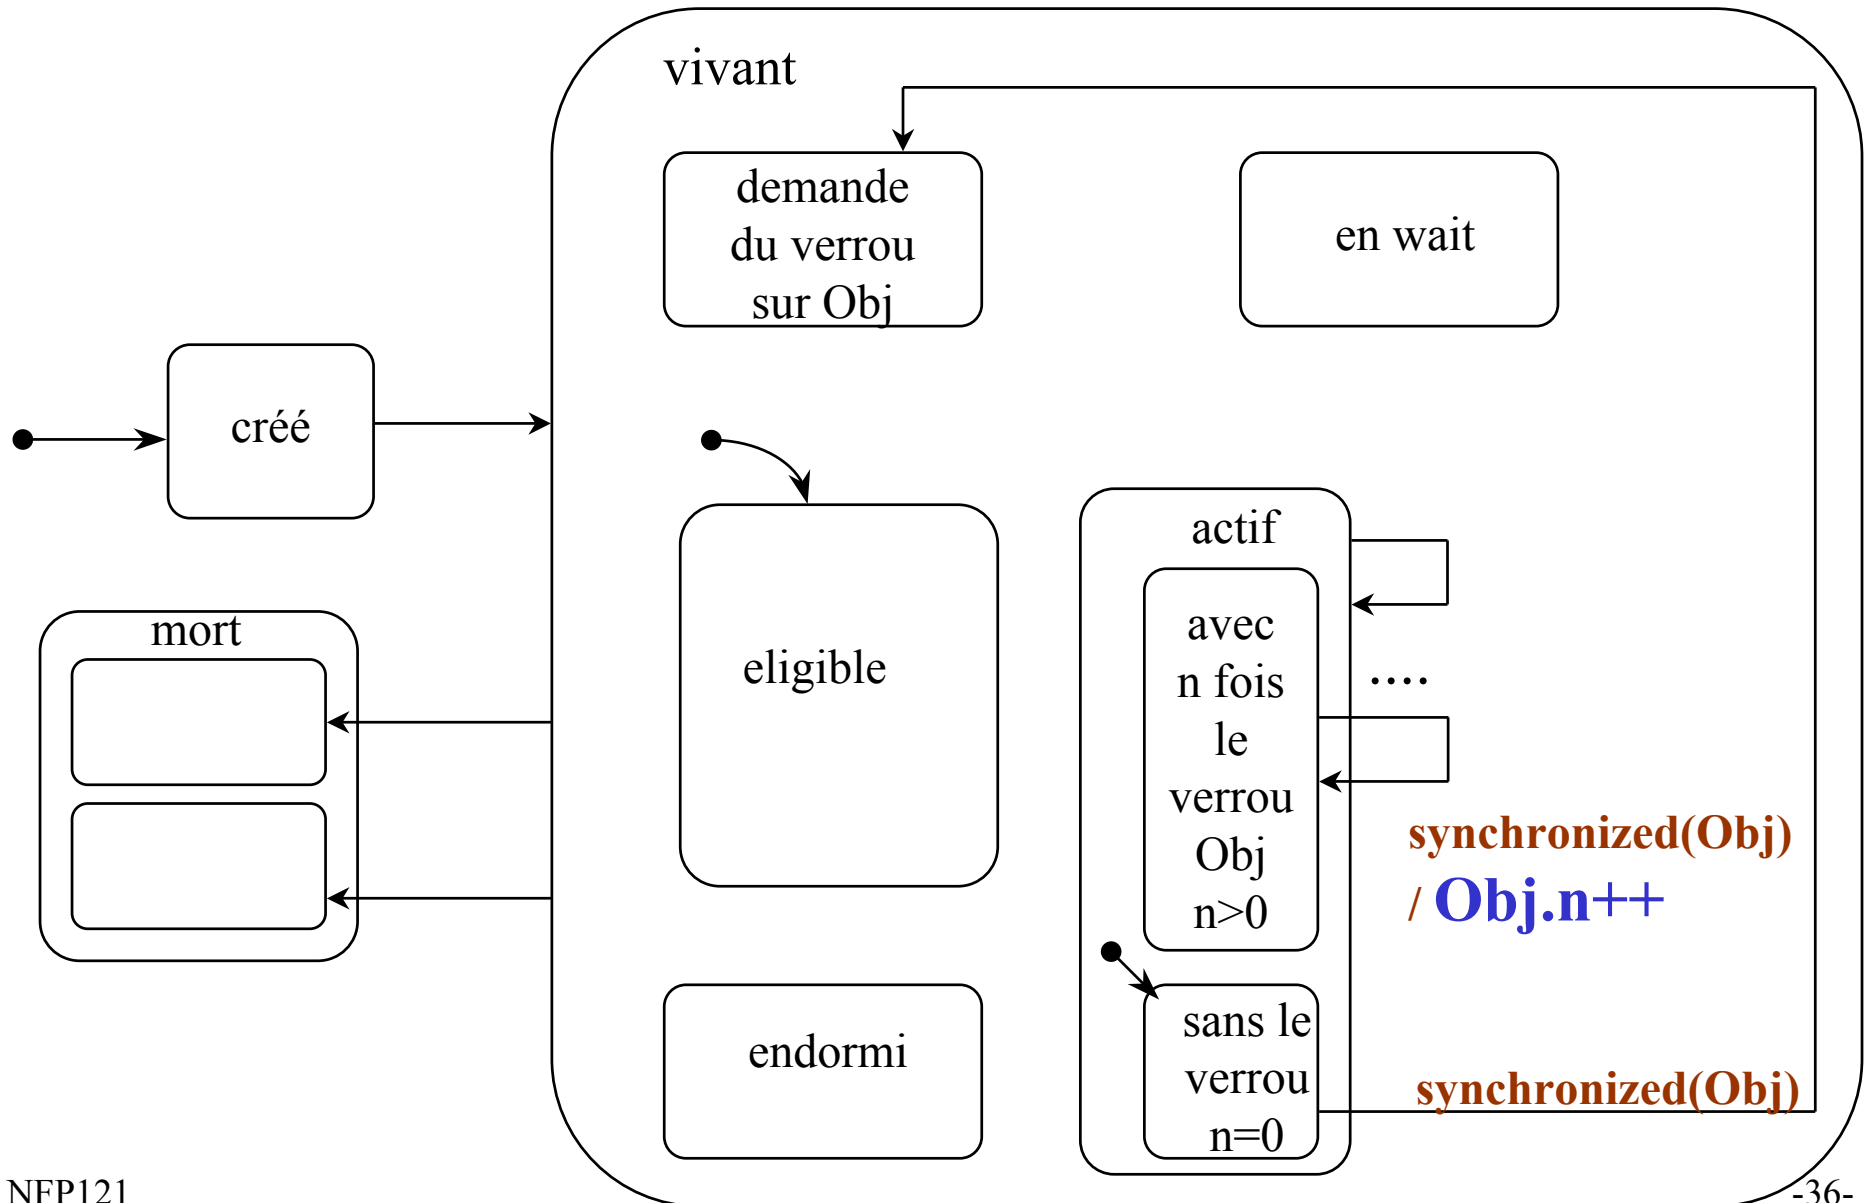 vivant
demande
du verrou
sur Obj
en wait
créé
actif
mort
avec
n fois
le
verrou
Obj
n>0
eligible
....
synchronized(Obj)
/ Obj.n++
sans le
verrou
n=0
endormi
synchronized(Obj)
NFP121
-36-